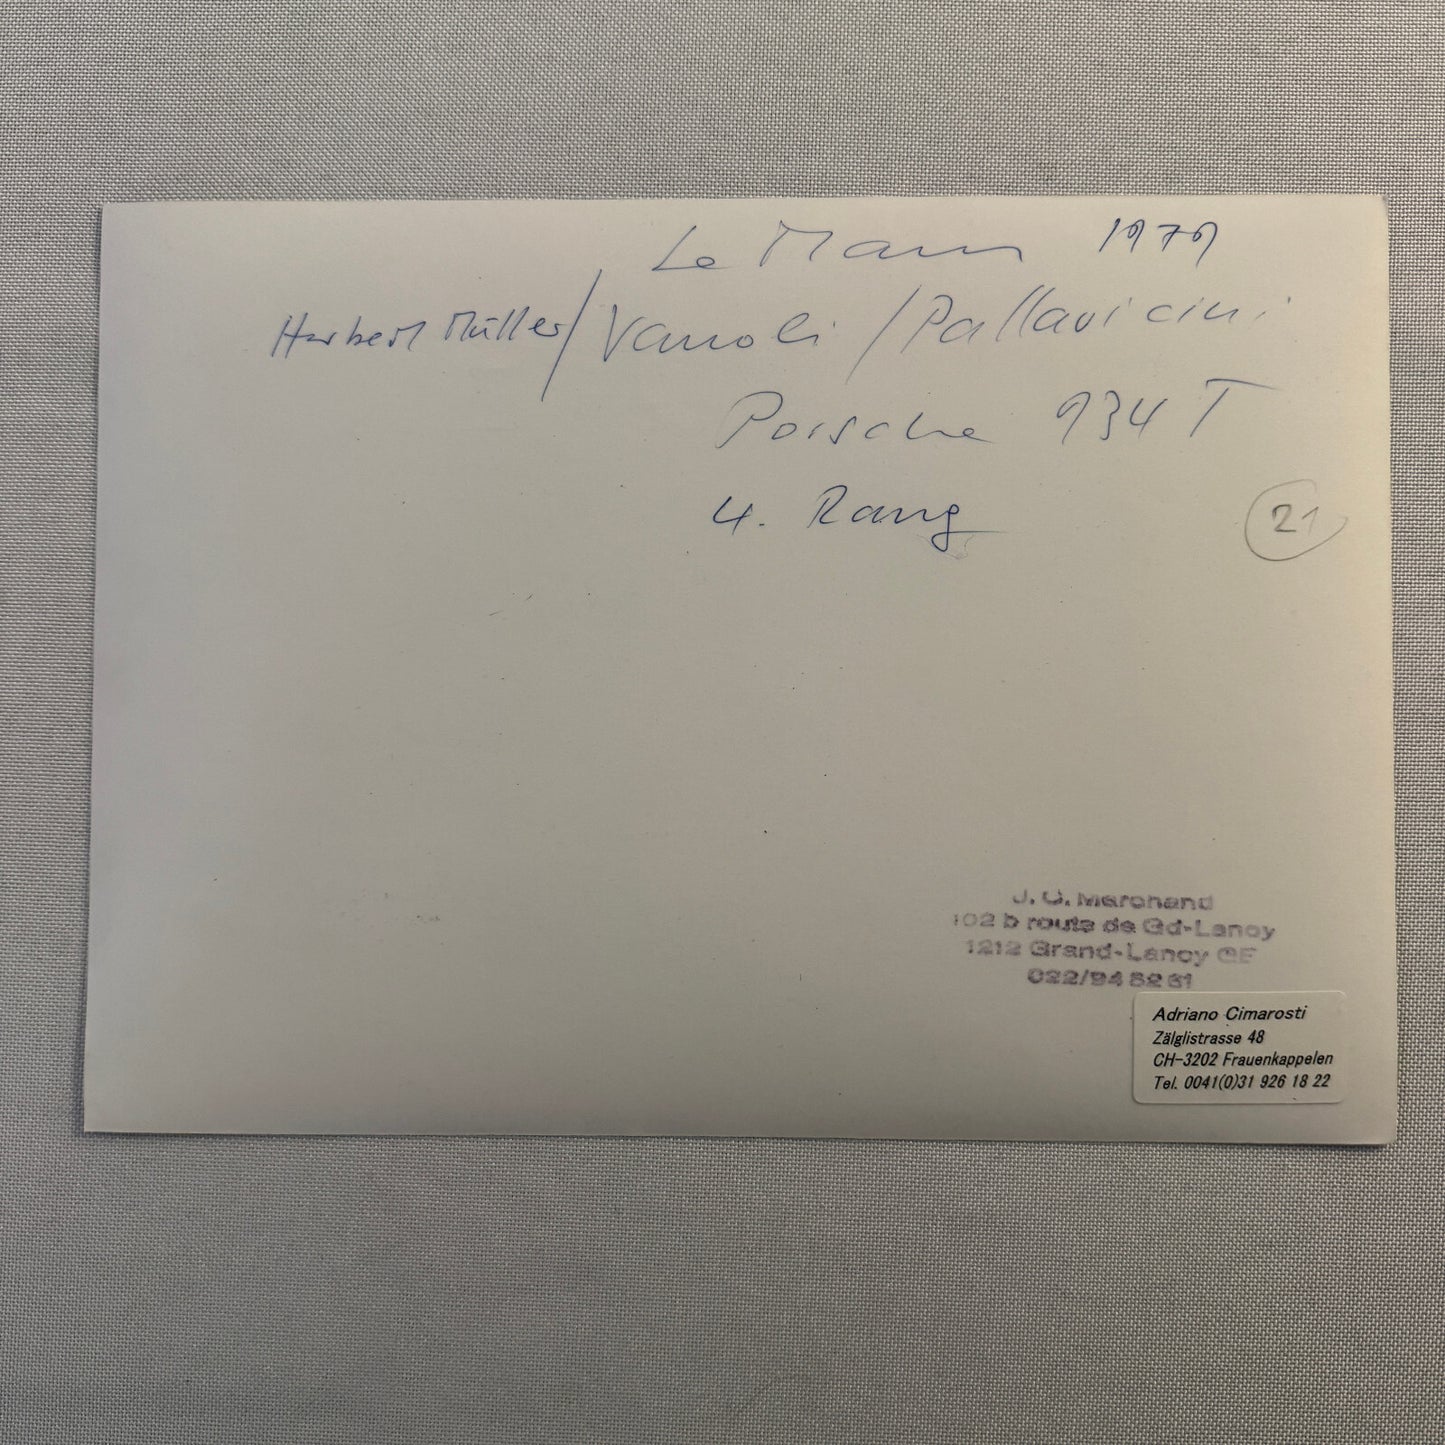 Le Mans 1979
Herbert Müller/Vanoli/Pallavicini
Porsche 934 T
4. Rang
21
J. C. Marchand
102 b route de Gd-Lancy
1212 Grand-Lancy GE
022/94 52 61
Adriano Cimarosti
Zälglistrasse 48
CH-3202 Frauenkappelen
Tel. 0041(0)31 926 18 22